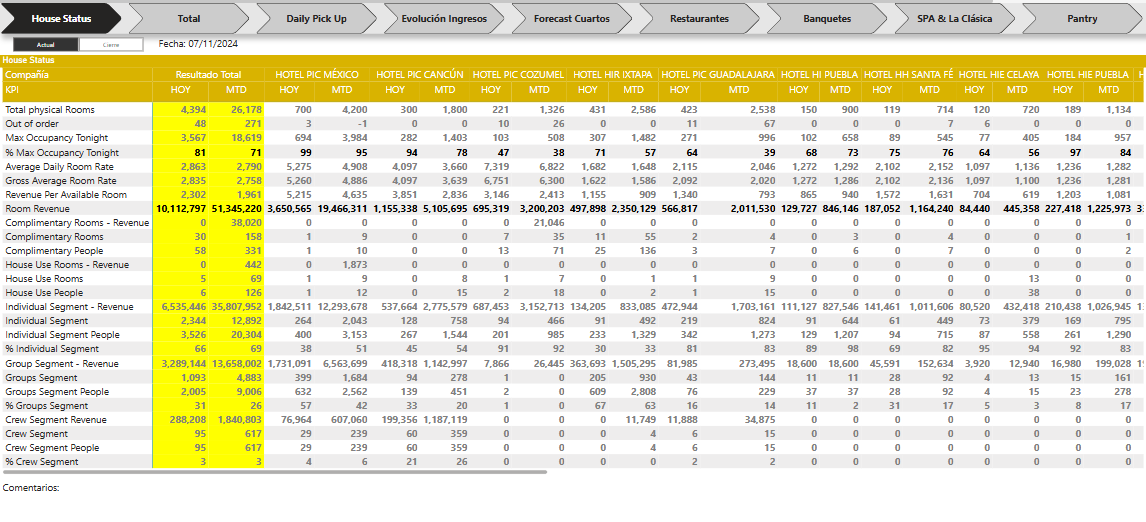 House Status Total Daily Pick Up Evolución Ingresos Forecast Cuartos Restaurantes Banquetes SPA & La Clásica Pantry
Actual Cierre Fecha: 07/11/2024
House Status
Compañía Resultado Total HOTEL PIC MÉXICO HOTEL PIC CANCÚN HOTEL PIC COZUMEL HOTEL HIR IXTAPA HOTEL PIC GUADALAJARA HOTEL HI PUEBLA HOTEL HH SANTA FÉ HOTEL HIE CELAYA HOTEL HIE PUEBLA
KPI HOY MTD HOY MTD HOY MTD HOY MTD HOY MTD HOY MTD HOY MTD HOY MTD HOY MTD HOY MTD
Total physical Rooms 4,394 26,178 700 4,200 300 1,800 221 1,326 431 2,586 423 2,538 150 900 119 714 120 720 189 1,134
Out of order 48 271 3 -1 0 0 10 26 0 0 11 67 0 0 0 7 6 0 0
Max Occupancy Tonight 3,567 18,619 694 3,984 282 1,403 103 508 307 1,482 271 996 102 658 89 545 77 405 184 957
% Max Occupancy Tonight 81 71 99 95 94 78 47 38 71 57 64 39 68 73 75 76 64 56 97 84
Average Daily Room Rate 2,863 2,790 5,275 4,908 4,097 3,660 7,319 6,822 1,682 1,648 2,115 2,046 1,272 1,292 2,102 2,152 1,097 1,136 1,236 1,282
Gross Average Room Rate 2,835 2,758 5,260 4,886 4,097 3,639 6,751 6,300 1,622 1,586 2,092 2,020 1,272 1,286 2,102 2,136 1,097 1,100 1,236 1,281
Revenue Per Available Room 2,302 1,961 5,215 4,635 3,851 2,836 3,146 2,413 1,155 909 1,340 793 865 940 1,572 1,631 704 619 1,203 1,081
Room Revenue 10,112,797 51,345,220 3,650,565 19,466,311 1,155,338 5,105,695 695,319 3,200,203 497,898 2,350,129 566,817 2,011,530 129,727 846,146 187,052 1,164,240 84,440 445,358 227,418 1,225,973
Complimentary Rooms - Revenue 0 38,020 0 0 0 0 0 21,046 0 0 0 0 0 0 0 0 0 0 0 0
Complimentary Rooms 30 158 1 9 0 0 7 35 11 55 2 4 0 3 0 4 0 0 0 1
Complimentary People 58 331 1 10 0 0 13 71 25 136 3 7 0 6 0 7 0 0 0 2
House Use Rooms - Revenue 0 442 0 1,873 0 0 0 0 0 0 0 0 0 0 0 0 0 0 0 0
House Use Rooms 5 69 1 9 0 8 1 7 0 1 1 9 0 0 0 0 0 13 0 0
House Use People 6 126 1 12 0 15 2 18 0 2 1 15 0 0 0 0 0 38 0 0
Individual Segment - Revenue 6,535,446 35,807,952 1,842,511 12,293,678 537,664 2,775,579 687,453 3,152,713 134,205 833,085 472,944 1,703,161 111,127 827,546 141,461 1,011,606 80,520 432,418 210,438 1,026,945
Individual Segment 2,344 12,892 264 2,043 128 758 94 466 91 492 219 824 91 644 61 449 73 379 169 795
Individual Segment People 3,526 20,304 400 3,153 267 1,544 201 985 233 1,329 342 1,273 129 1,207 94 715 87 558 261 1,290
% Individual Segment 66 69 38 51 45 54 91 92 30 33 81 83 89 98 69 82 95 94 92 83
Group Segment - Revenue 3,289,144 13,658,002 1,731,091 6,563,699 418,318 1,142,997 7,866 26,445 363,693 1,505,295 81,985 273,495 18,600 18,600 45,591 152,634 3,920 12,940 16,980 199,028
Groups Segment 1,093 4,883 399 1,684 94 278 1 0 205 930 43 144 11 11 28 92 4 13 15 161
Groups Segment People 2,005 9,006 632 2,562 139 451 2 0 609 2,808 76 229 37 37 28 92 4 15 23 278
% Groups Segment 31 26 57 42 33 20 1 0 67 63 16 14 11 2 31 17 5 3 8 17
Crew Segment Revenue 288,208 1,840,803 76,964 607,060 199,356 1,187,119 0 0 0 11,749 11,888 34,875 0 0 0 0 0 0 0 0
Crew Segment 95 617 29 239 60 359 0 0 0 4 6 15 0 0 0 0 0 0 0 0
Crew Segment People 95 617 29 239 60 359 0 0 0 4 6 15 0 0 0 0 0 0 0 0
% Crew Segment 3 3 4 6 21 26 0 0 0 0 2 2 0 0 0 0 0 0 0 0
Comentarios: